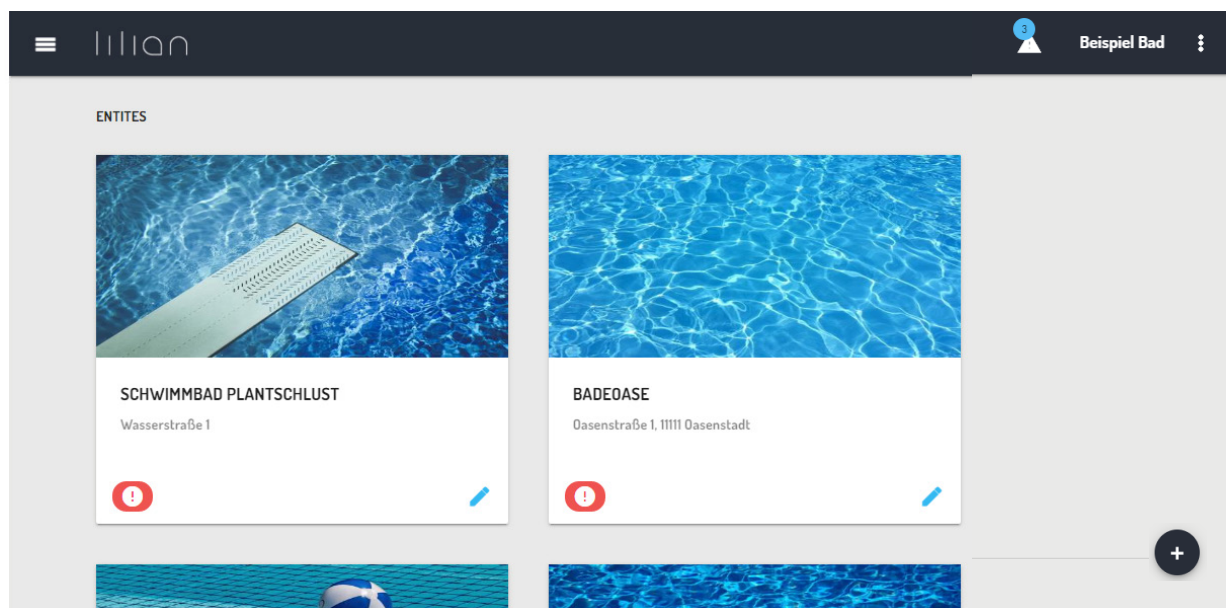 lilian
3
Beispiel Bad
ENTITES
SCHWIMMBAD PLANTSCHLUST
Wasserstraße 1
BADEOASE
Oasenstraße 1, 11111 Oasenstadt